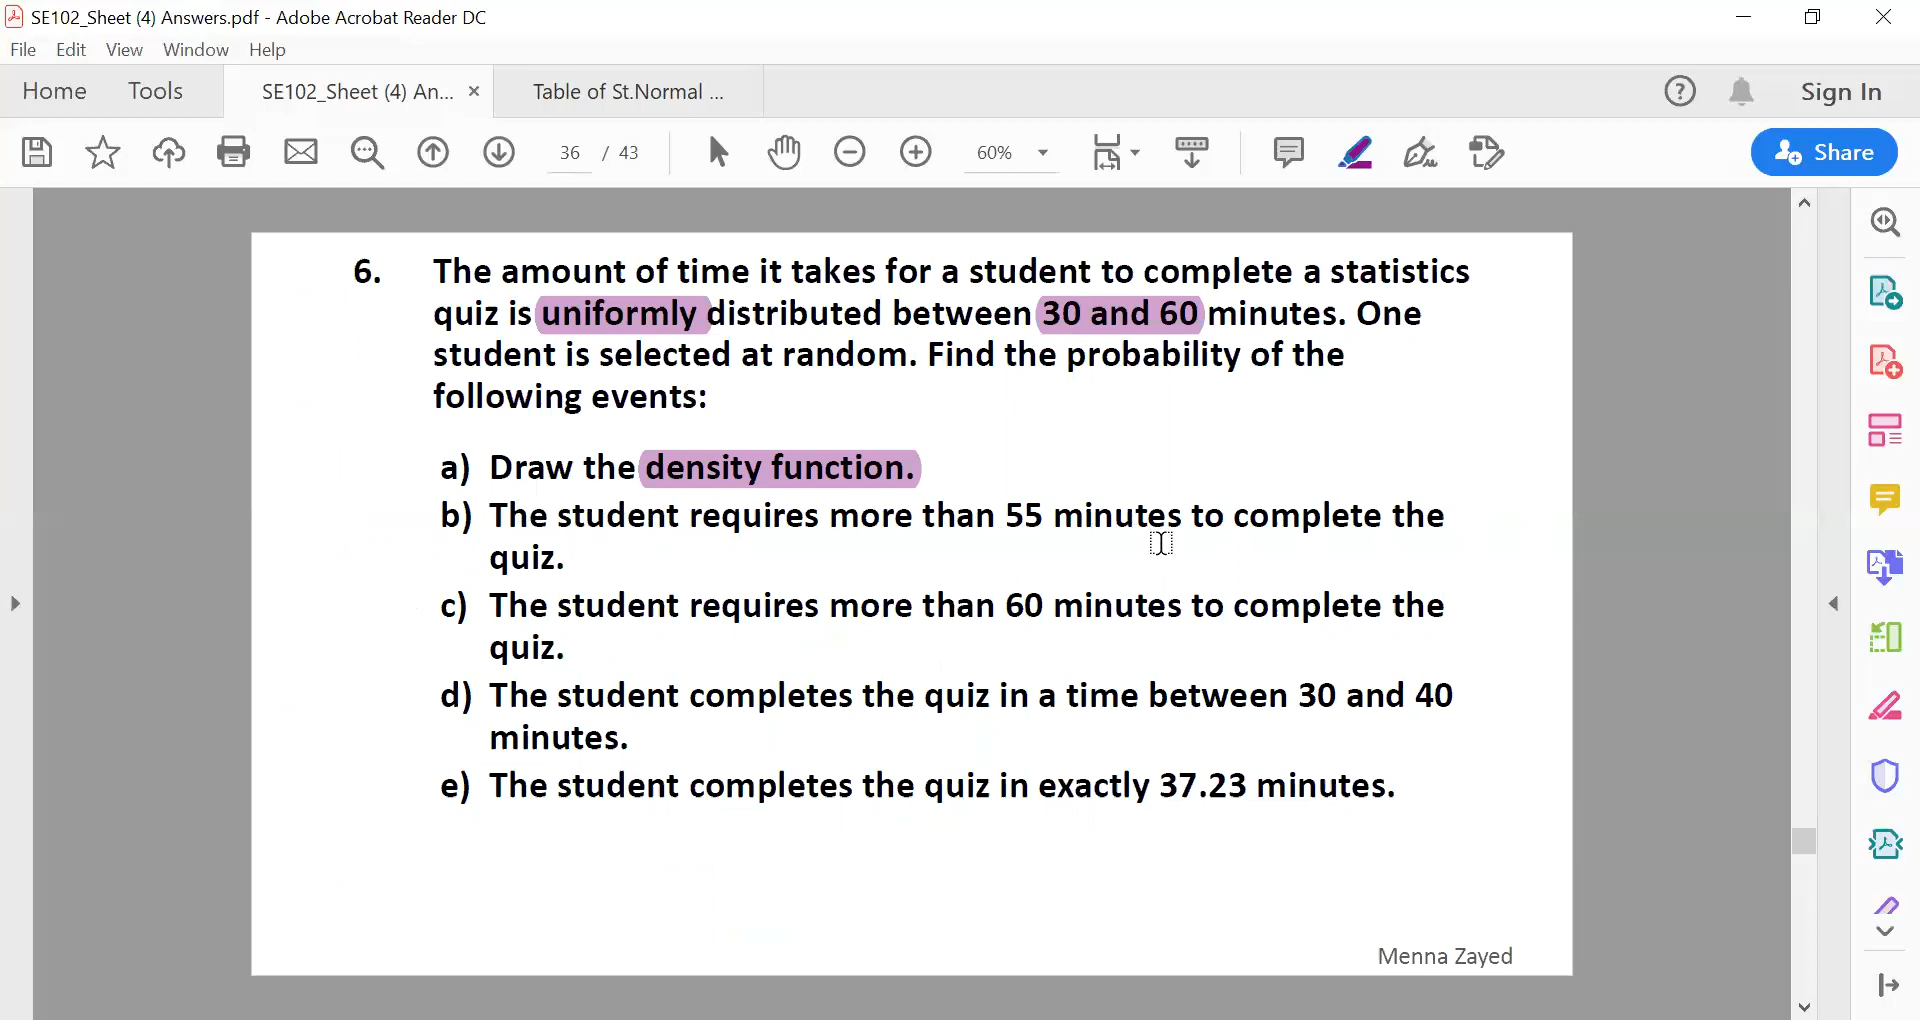 SE102_Sheet (4) Answers.pdf - Adobe Acrobat Reader DC
File Edit View Window Help
Home Tools SE102_Sheet (4) An... × Table of St.Normal ... Sign In
36 / 43 60% Share
6. The amount of time it takes for a student to complete a statistics
quiz is uniformly distributed between 30 and 60 minutes. One
student is selected at random. Find the probability of the
following events:
a) Draw the density function.
b) The student requires more than 55 minutes to complete the
quiz.
c) The student requires more than 60 minutes to complete the
quiz.
d) The student completes the quiz in a time between 30 and 40
minutes.
e) The student completes the quiz in exactly 37.23 minutes.
Menna Zayed